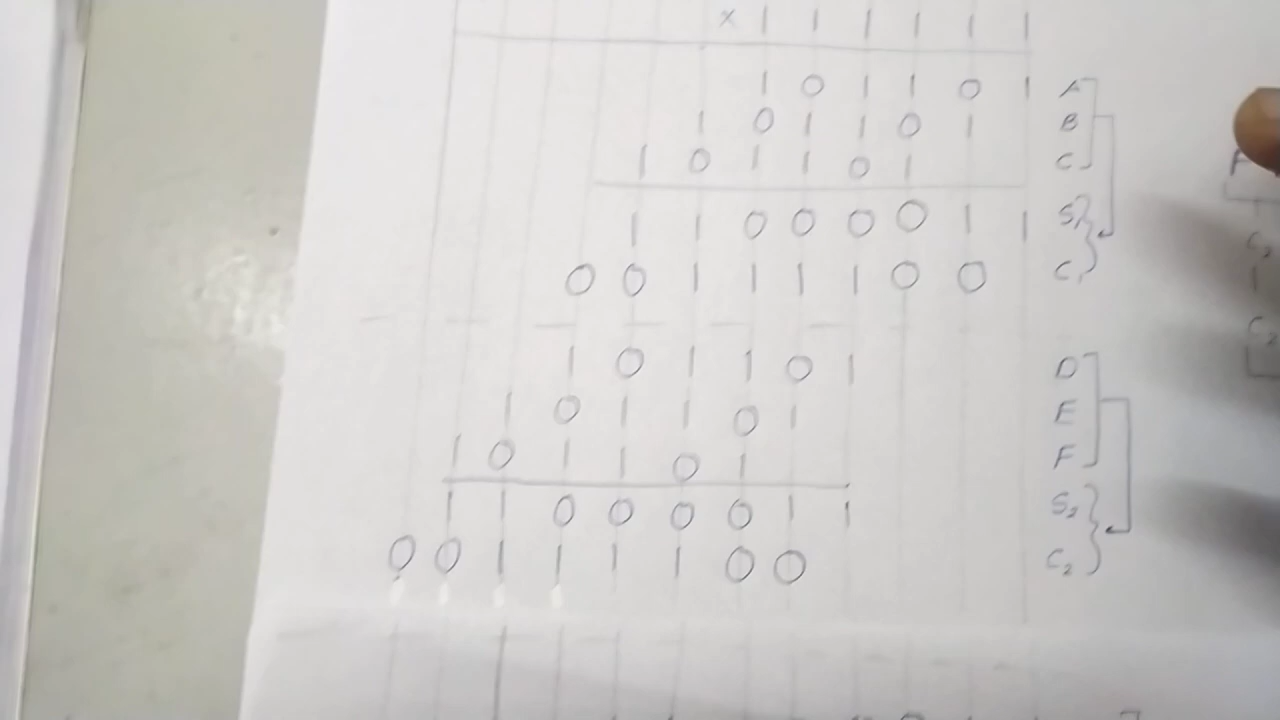 × 1 1 1 1 1 1
1 0 1 1 0 1 A
1 0 1 1 0 1 B
1 0 1 1 0 1 C
1 1 0 0 0 0 1 1 S₁
0 0 1 1 1 1 0 0 C₁
1 0 1 1 0 1 D
1 0 1 1 0 1 E
1 0 1 1 0 1 F
1 1 0 0 0 0 1 1 S₂
0 0 1 1 1 1 0 0 C₂